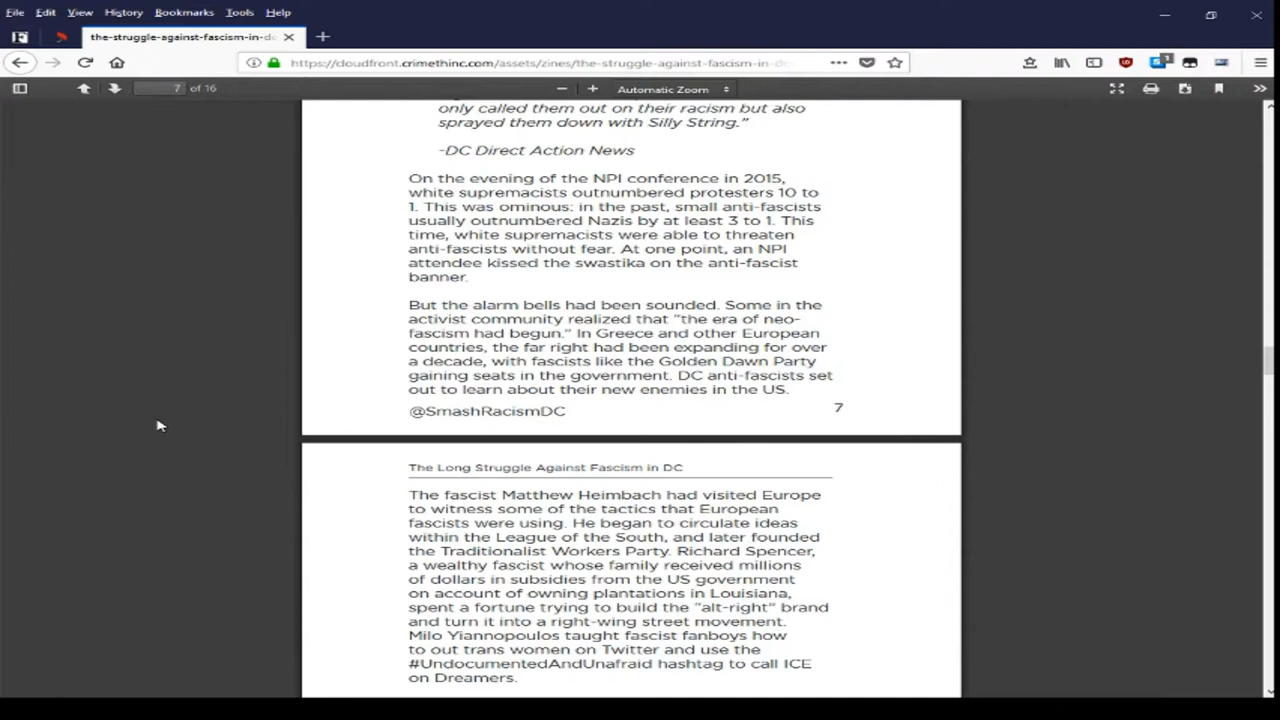 File Edit View History Bookmarks Tools Help
the-struggle-against-fascism-in-dc
https://cloudfront.crimethinc.com/assets/zines/the-struggle-against-fascism-in-d
7 of 16
Automatic Zoom
only called them out on their racism but also
sprayed them down with Silly String."
-DC Direct Action News
On the evening of the NPI conference in 2015,
white supremacists outnumbered protesters 10 to
1. This was ominous: in the past, small anti-fascists
usually outnumbered Nazis by at least 3 to 1. This
time, white supremacists were able to threaten
anti-fascists without fear. At one point, an NPI
attendee kissed the swastika on the anti-fascist
banner.
But the alarm bells had been sounded. Some in the
activist community realized that "the era of neo-
fascism had begun." In Greece and other European
countries, the far right had been expanding for over
a decade, with fascists like the Golden Dawn Party
gaining seats in the government. DC anti-fascists set
out to learn about their new enemies in the US.
@SmashRacismDC 7
The Long Struggle Against Fascism in DC
The fascist Matthew Heimbach had visited Europe
to witness some of the tactics that European
fascists were using. He began to circulate ideas
within the League of the South, and later founded
the Traditionalist Workers Party. Richard Spencer,
a wealthy fascist whose family received millions
of dollars in subsidies from the US government
on account of owning plantations in Louisiana,
spent a fortune trying to build the "alt-right" brand
and turn it into a right-wing street movement.
Milo Yiannopoulos taught fascist fanboys how
to out trans women on Twitter and use the
#UndocumentedAndUnafraid hashtag to call ICE
on Dreamers.